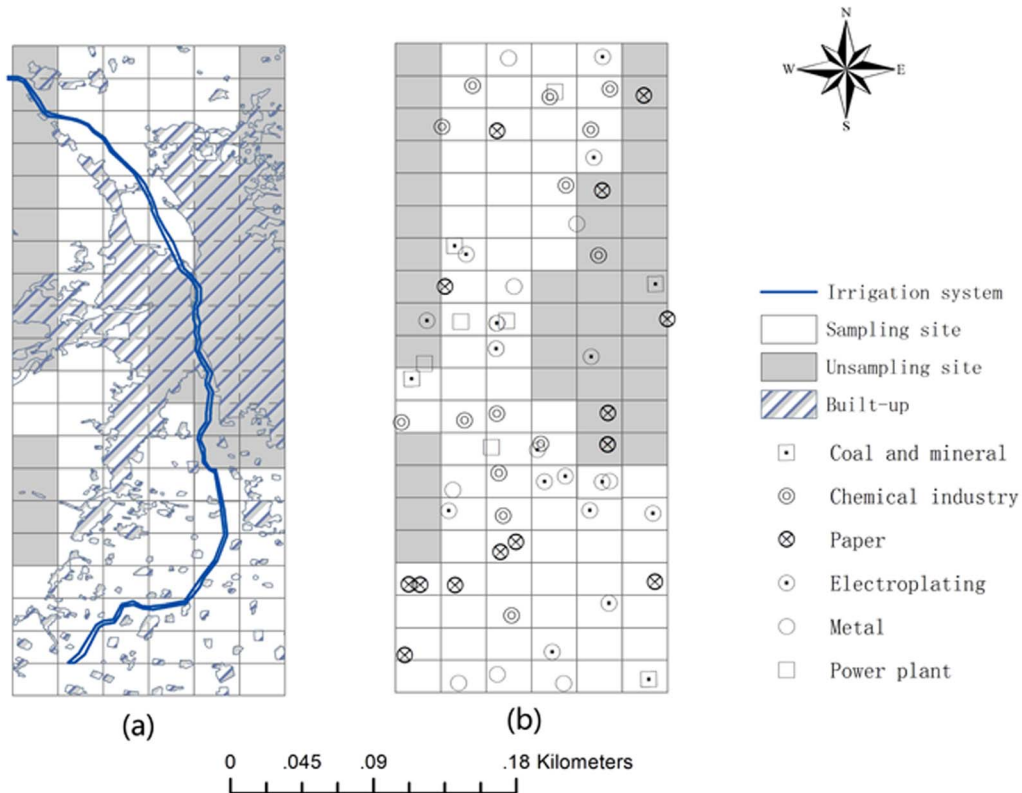 N
W E
S
Irrigation system
Sampling site
Unsampling site
Built-up
Coal and mineral
Chemical industry
Paper
Electroplating
Metal
Power plant
(a)
(b)
0 .045 .09 .18 Kilometers